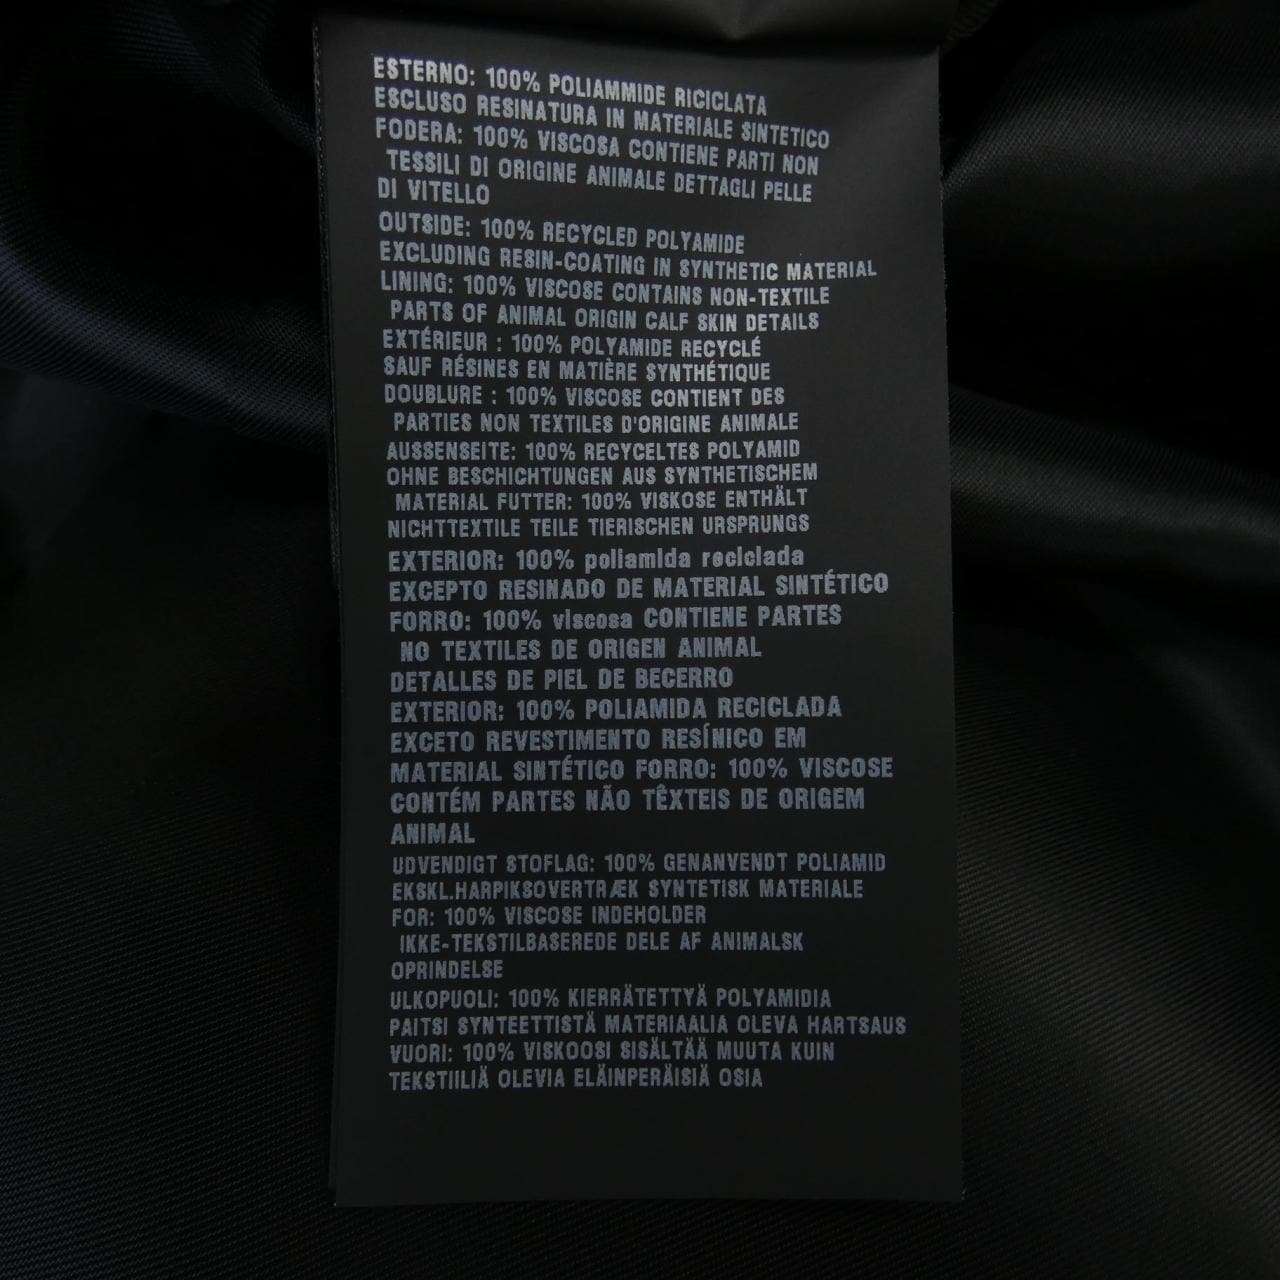 ESTERNO: 100% POLIAMMIDE RICICLATA
ESCLUSO RESINATURA IN MATERIALE SINTETICO
FODERA: 100% VISCOSA CONTIENE PARTI NON
TESSILI DI ORIGINE ANIMALE DETTAGLI PELLE
DI VITELLO
OUTSIDE: 100% RECYCLED POLYAMIDE
EXCLUDING RESIN-COATING IN SYNTHETIC MATERIAL
LINING: 100% VISCOSE CONTAINS NON-TEXTILE
PARTS OF ANIMAL ORIGIN CALF SKIN DETAILS
EXTÉRIEUR : 100% POLYAMIDE RECYCLÉ
SAUF RÉSINES EN MATIÈRE SYNTHÉTIQUE
DOUBLURE : 100% VISCOSE CONTIENT DES
PARTIES NON TEXTILES D'ORIGINE ANIMALE
AUSSENSEITE: 100% RECYCELTES POLYAMID
OHNE BESCHICHTUNGEN AUS SYNTHETISCHEM
MATERIAL FUTTER: 100% VISKOSE ENTHÄLT
NICHTTEXTILE TEILE TIERISCHEN URSPRUNGS
EXTERIOR: 100% poliamida reciclada
EXCEPTO RESINADO DE MATERIAL SINTÉTICO
FORRO: 100% viscosa CONTIENE PARTES
NO TEXTILES DE ORIGEN ANIMAL
DETALLES DE PIEL DE BECERRO
EXTERIOR: 100% POLIAMIDA RECICLADA
EXCETO REVESTIMENTO RESÍNICO EM
MATERIAL SINTÉTICO FORRO: 100% VISCOSE
CONTÉM PARTES NÃO TÊXTEIS DE ORIGEM
ANIMAL
UDVENDIGT STOFLAG: 100% GENANVENDT POLIAMID
EKSKL.HARPIKSOVERTRÆK SYNTETISK MATERIALE
FOR: 100% VISCOSE INDEHOLDER
IKKE-TEKSTILBASEREDE DELE AF ANIMALSK
OPRINDELSE
ULKOPUOLI: 100% KIERRÄTETTYÄ POLYAMIDIA
PAITSI SYNTEETTISTÄ MATERIAALIA OLEVA HARTSAUS
VUORI: 100% VISKOOSI SISÄLTÄÄ MUUTA KUIN
TEKSTIILIÄ OLEVIA ELÄINPERÄISIÄ OSIA